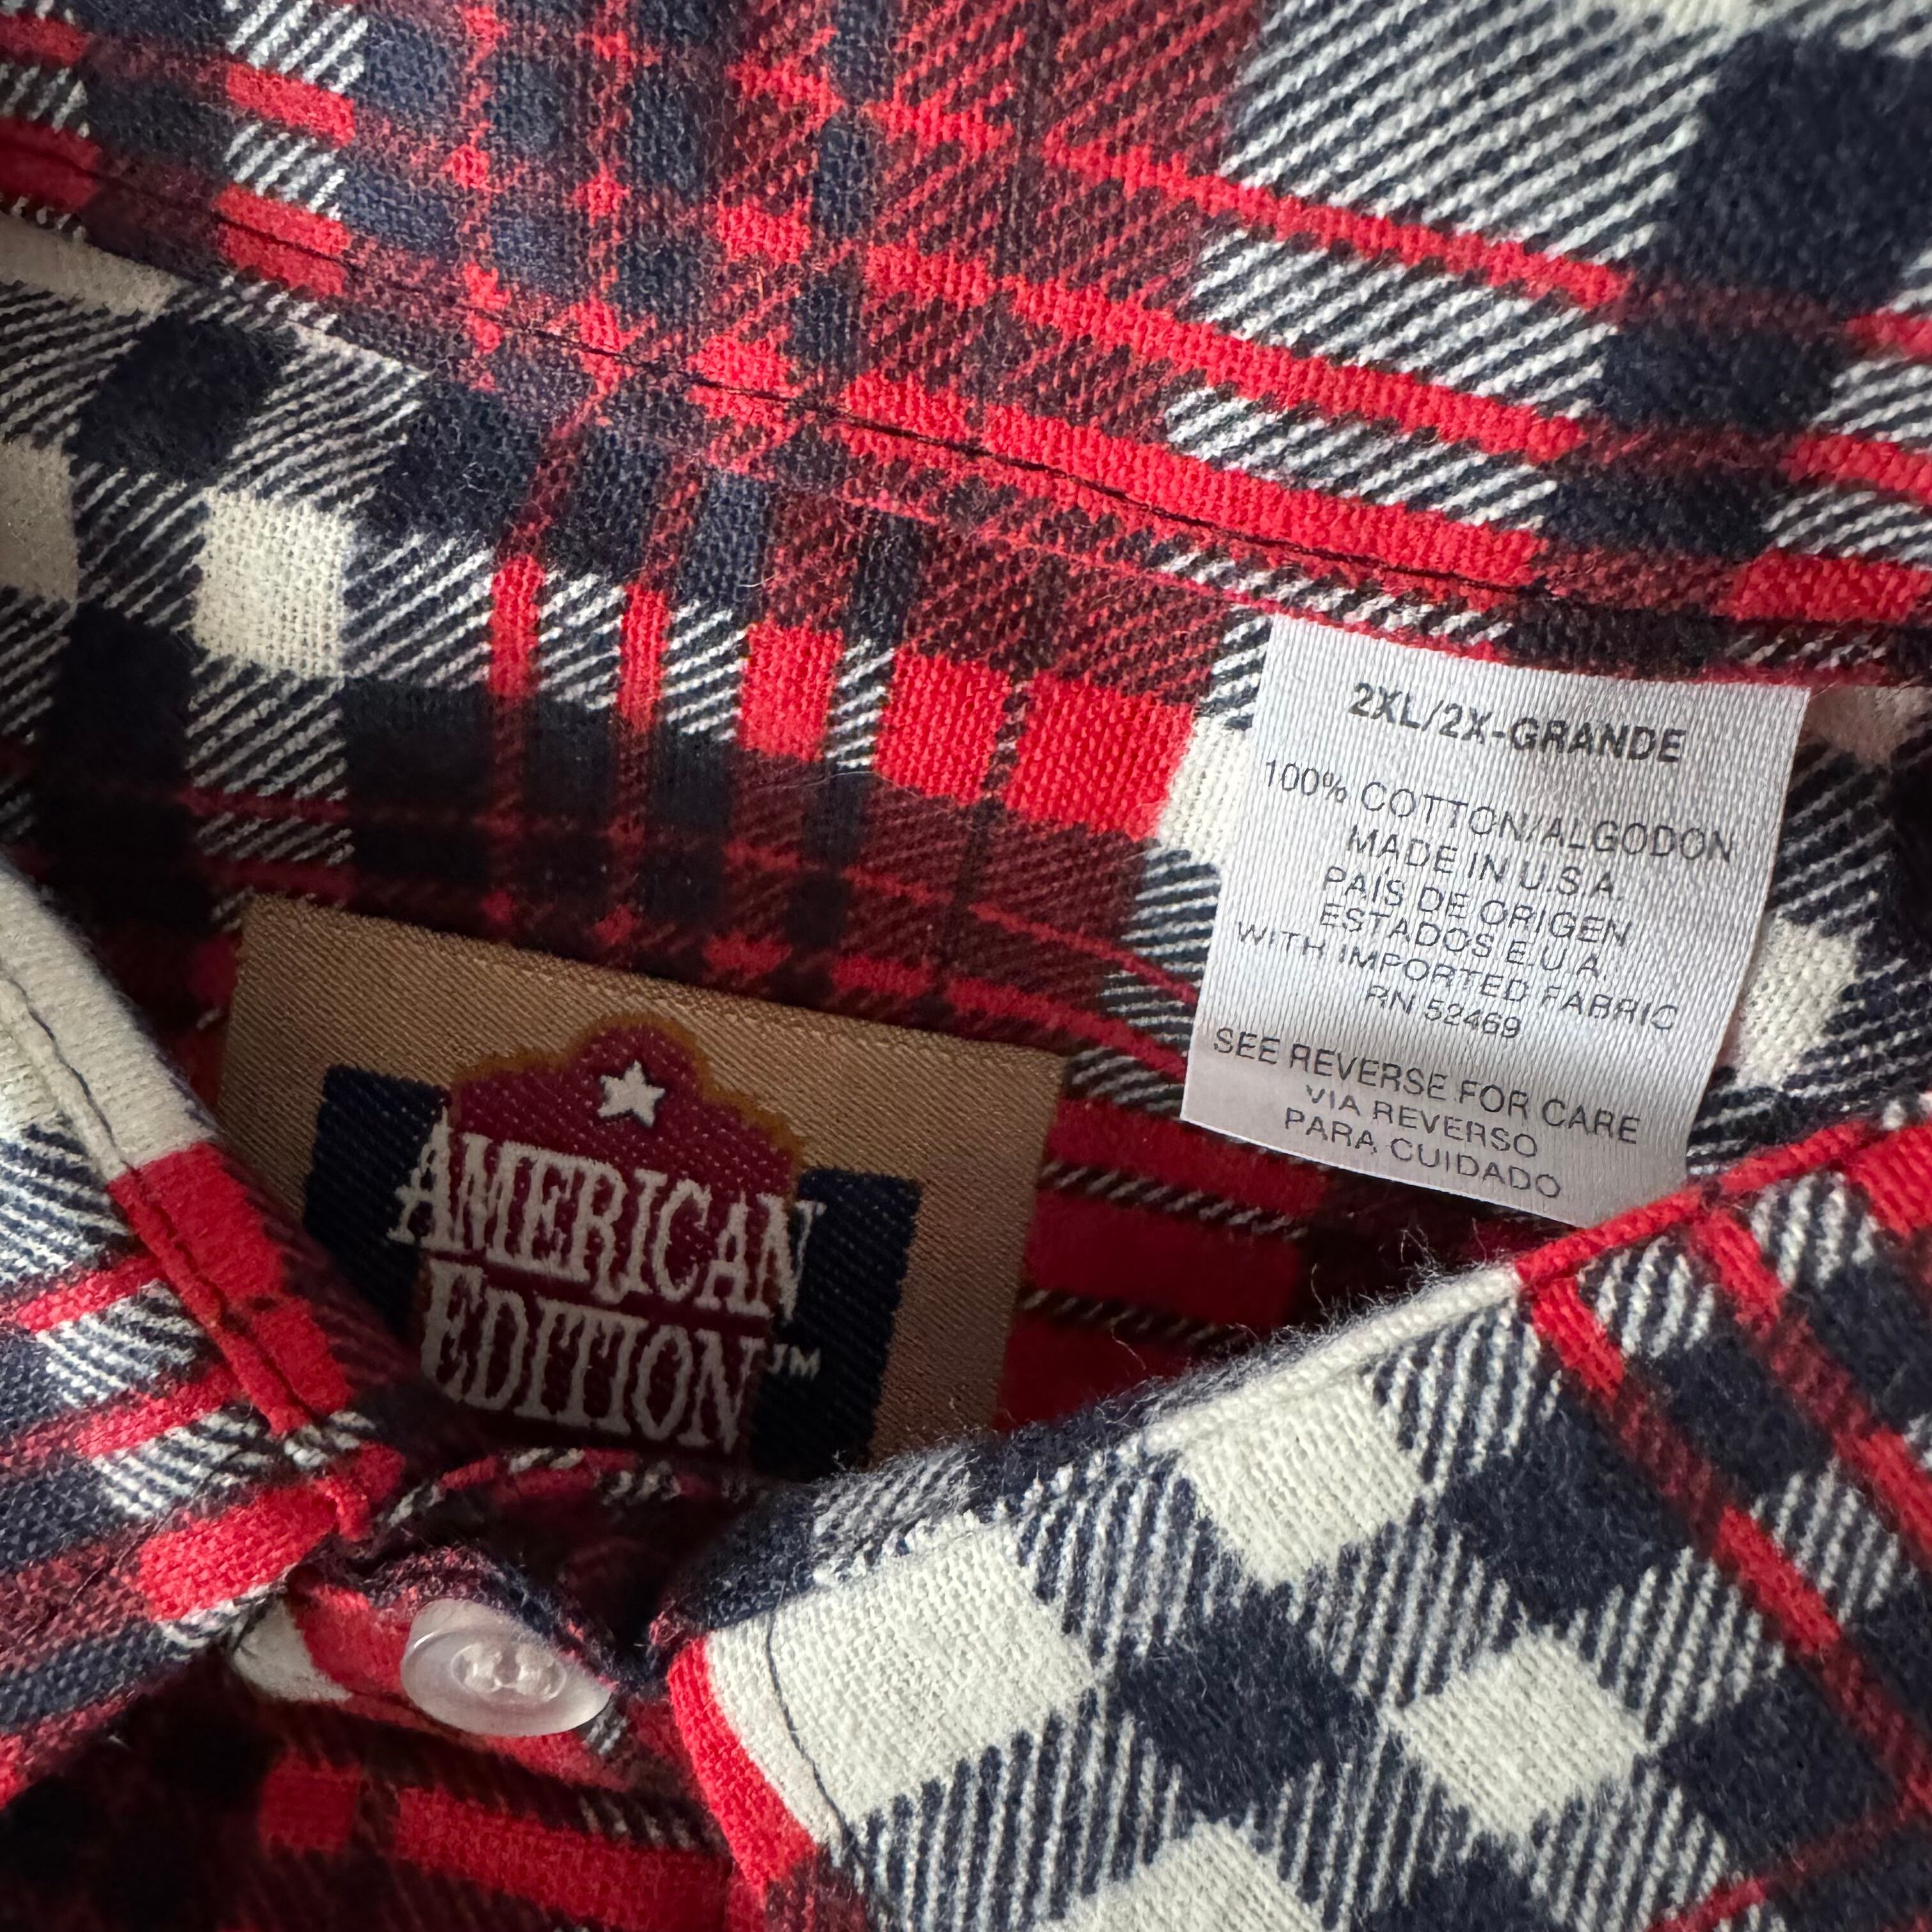 2XL/2X-GRANDE
100% COTTON/ALGODON
MADE IN U.S.A.
PAÍS DE ORIGEN
ESTADOS E.U.A.
WITH IMPORTED FABRIC
RN 52469
SEE REVERSE FOR CARE
VIA REVERSO
PARA CUIDADO
AMERICAN
EDITION™